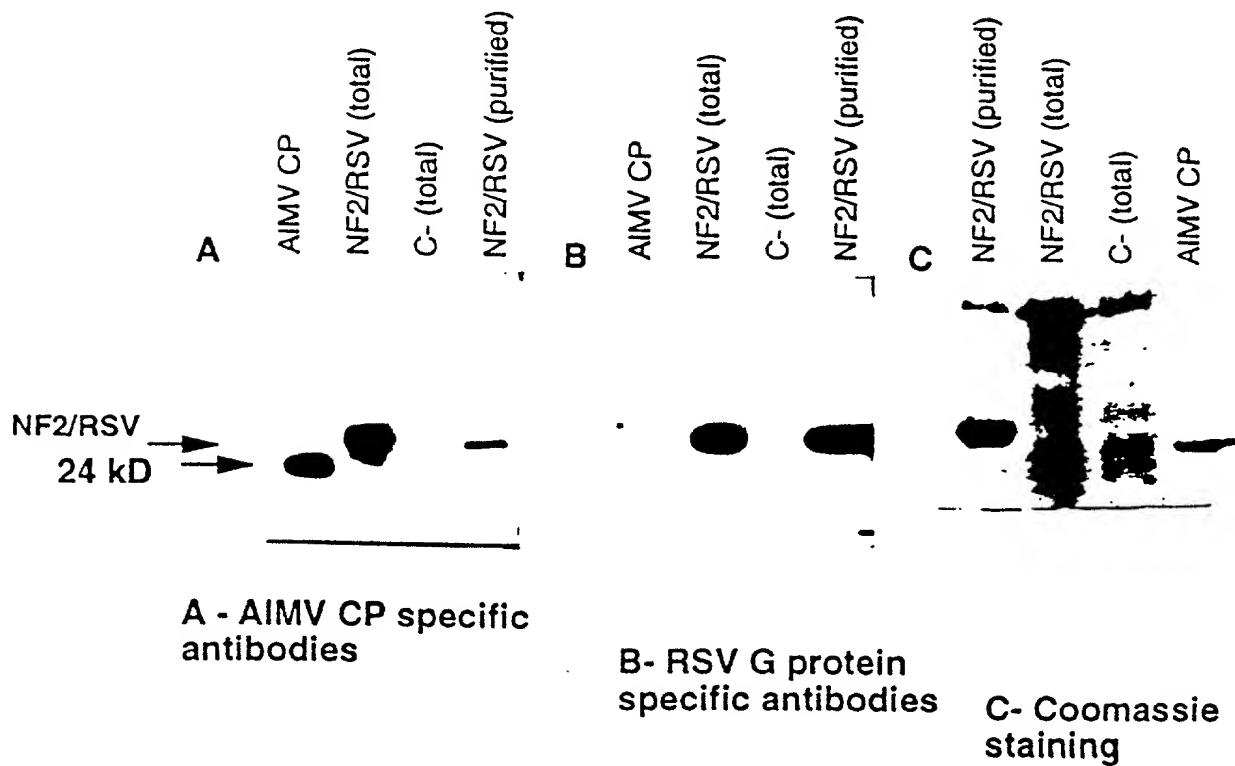 A
AIMV CP
NF2/RSV (total)
C- (total)
NF2/RSV (purified)
B
AIMV CP
NF2/RSV (total)
C- (total)
NF2/RSV (purified)
C
NF2/RSV (purified)
NF2/RSV (total)
C- (total)
AIMV CP
NF2/RSV
24 kD
A - AIMV CP specific
antibodies
B- RSV G protein
specific antibodies
C- Coomassie
staining